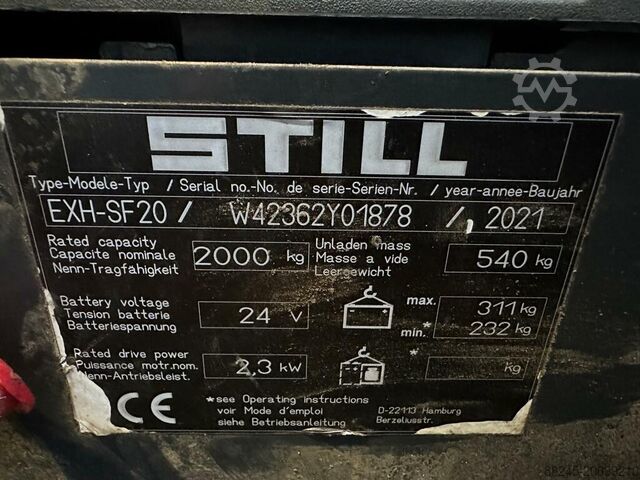 STILL
Type-Modele-Typ / Serial no.-No. de serie-Serien-Nr. / year-annee-Baujahr
EXH-SF20 / W42362Y01878 / 2021
Rated capacity
Capacite nominale
Nenn-Tragfähigkeit
2000 kg
Unladen mass
Masse a vide
Leergewicht
540 kg
Battery voltage
Tension batterie
Batteriespannung
24 V
max. 311 kg
min. * 232 kg
Rated drive power
Puissance motr.nom.
Nenn-Antriebsleist.
2,3 kW
* kg
CE
*see Operating instructions
voir Mode d'emploi
siehe Betriebsanleitung
D-22113 Hamburg
Berzeliusstr.